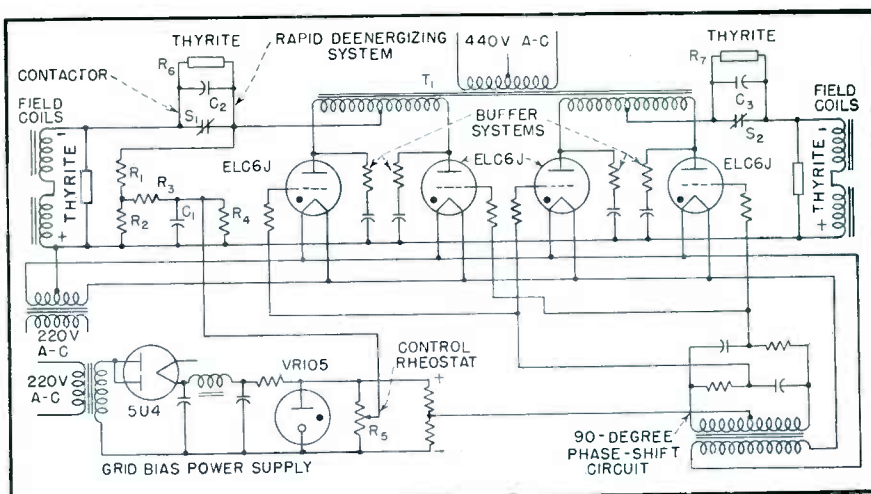 440V A-C
THYRITE
RAPID DEENERGIZING
SYSTEM
THYRITE
R6
R7
CONTACTOR
C2
T1
C3
FIELD
COILS
S1
BUFFER
SYSTEMS
S2
FIELD
COILS
ELC6J
ELC6J
ELC6J
THYRITE
R1
R3
R2
C1
R4
THYRITE
+
+
220V
A-C
220V
A-C
5U4
VR105
CONTROL
RHEOSTAT
+
R5
-
GRID BIAS POWER SUPPLY
90-DEGREE
PHASE-SHIFT
CIRCUIT